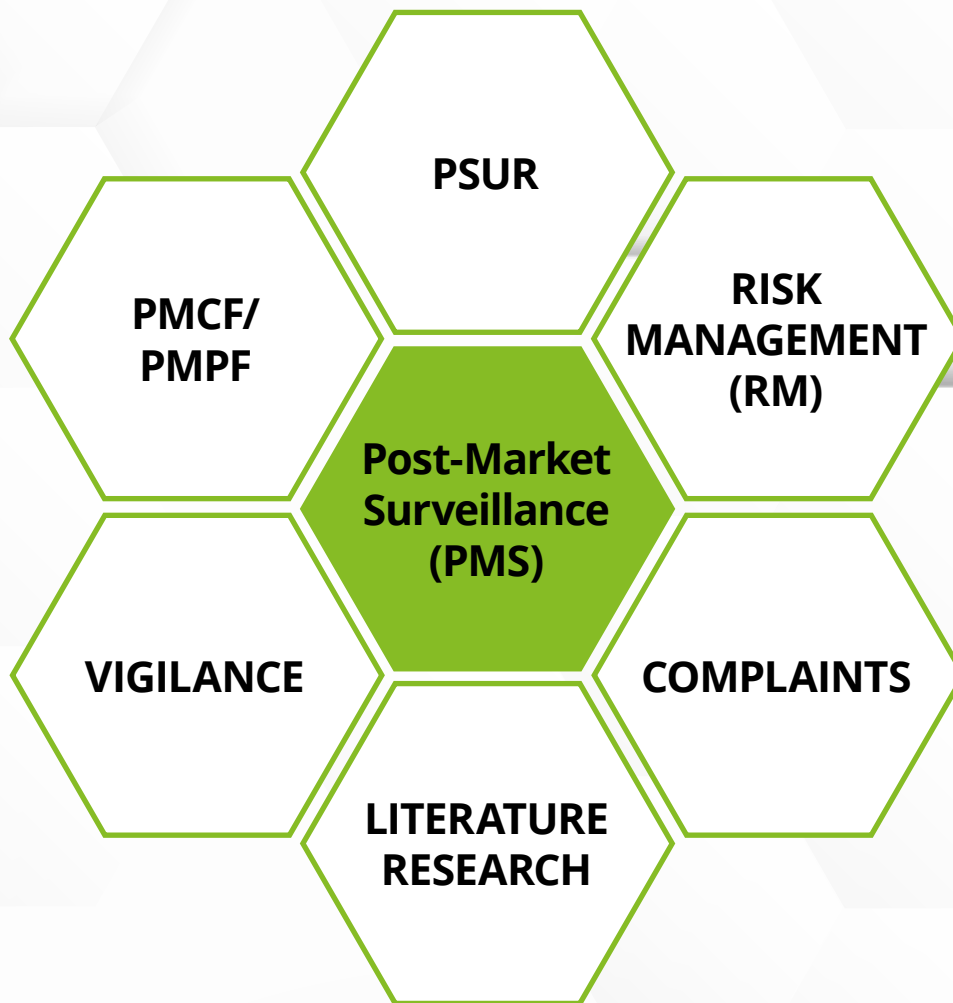 PSUR
PMCF/
PMPF
RISK
MANAGEMENT
(RM)
Post-Market
Surveillance
(PMS)
VIGILANCE
COMPLAINTS
LITERATURE
RESEARCH